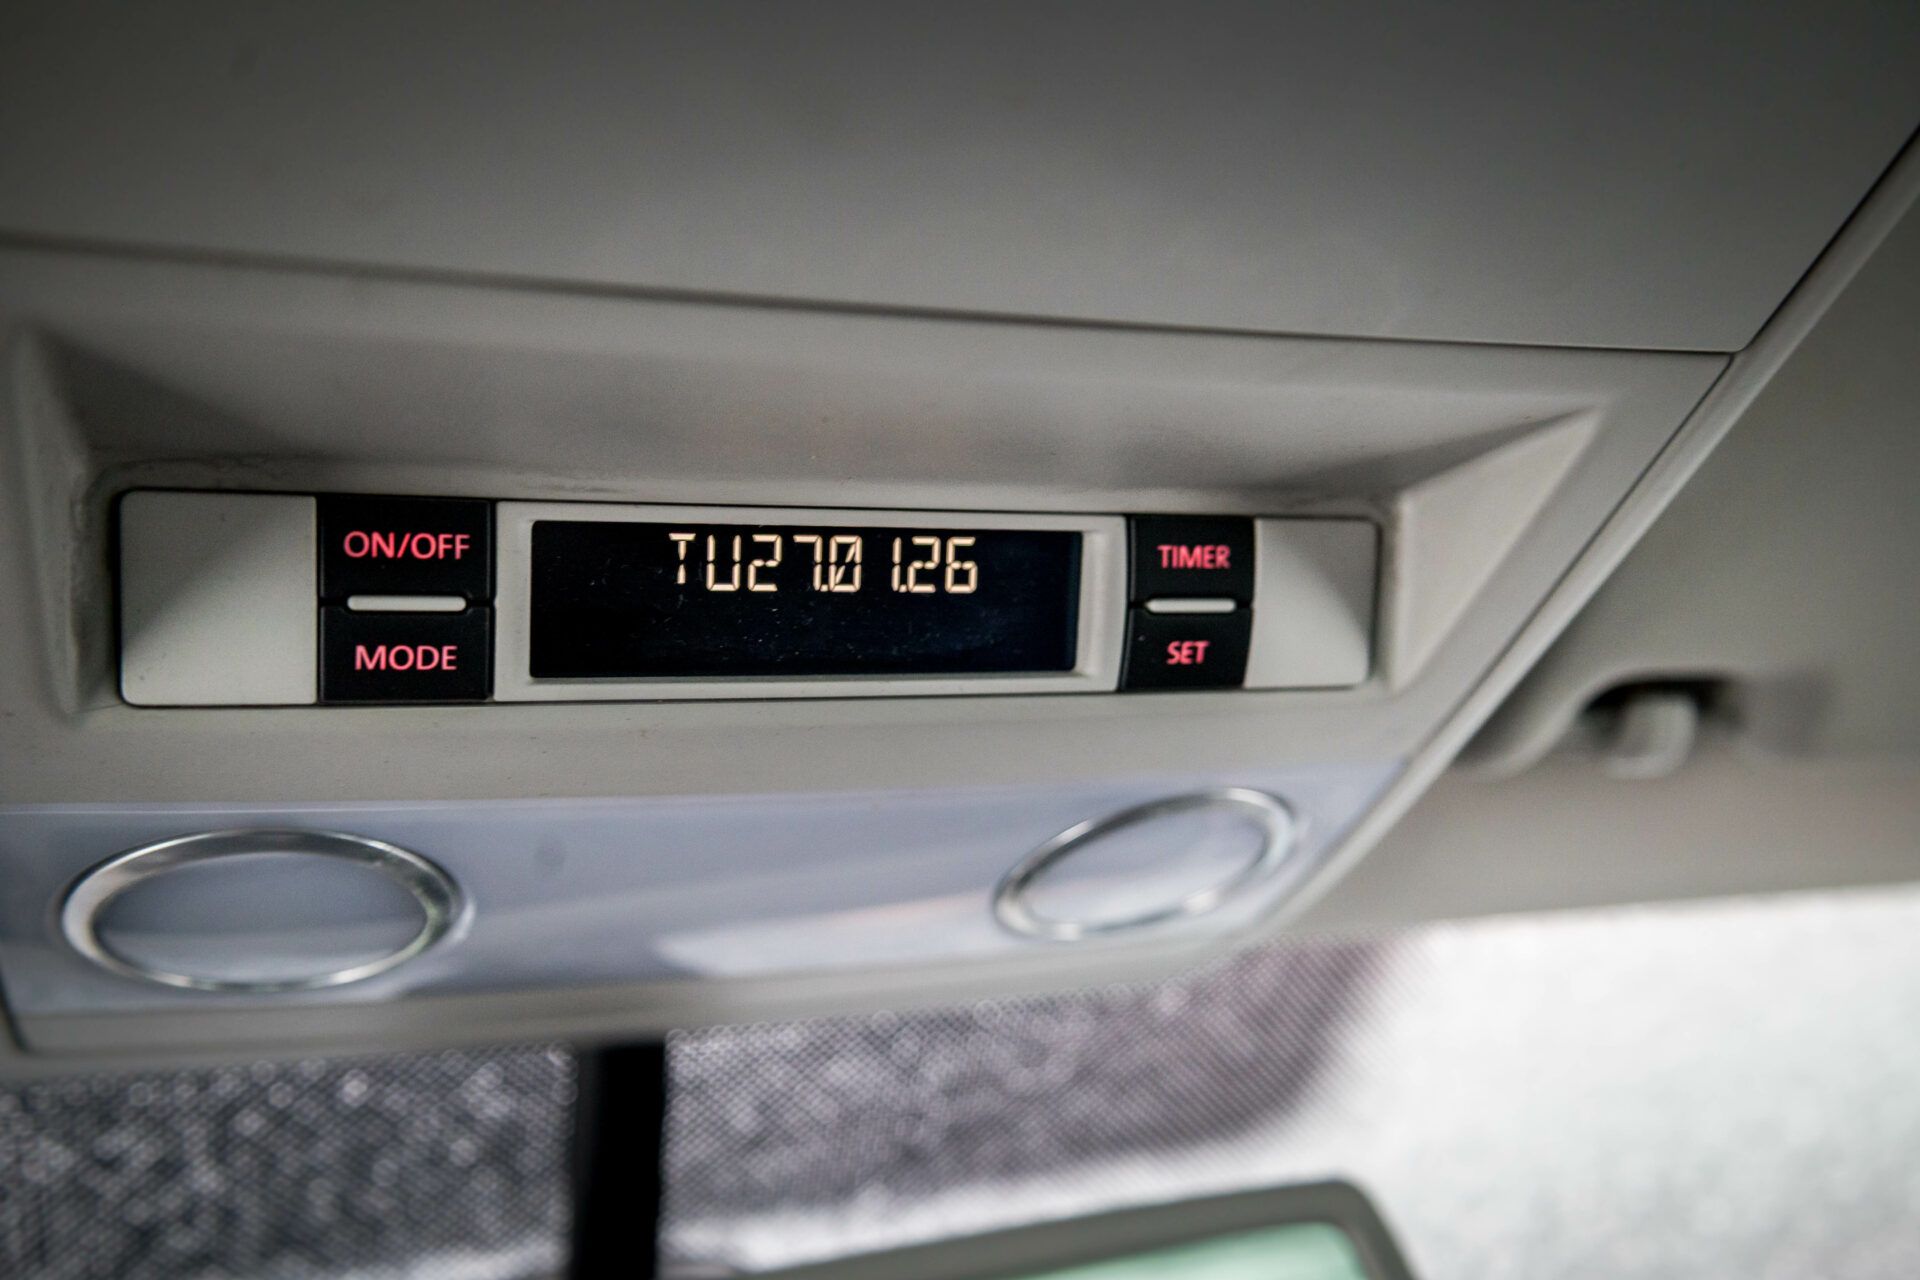 ON/OFF
MODE
TU27.01.26
TIMER
SET